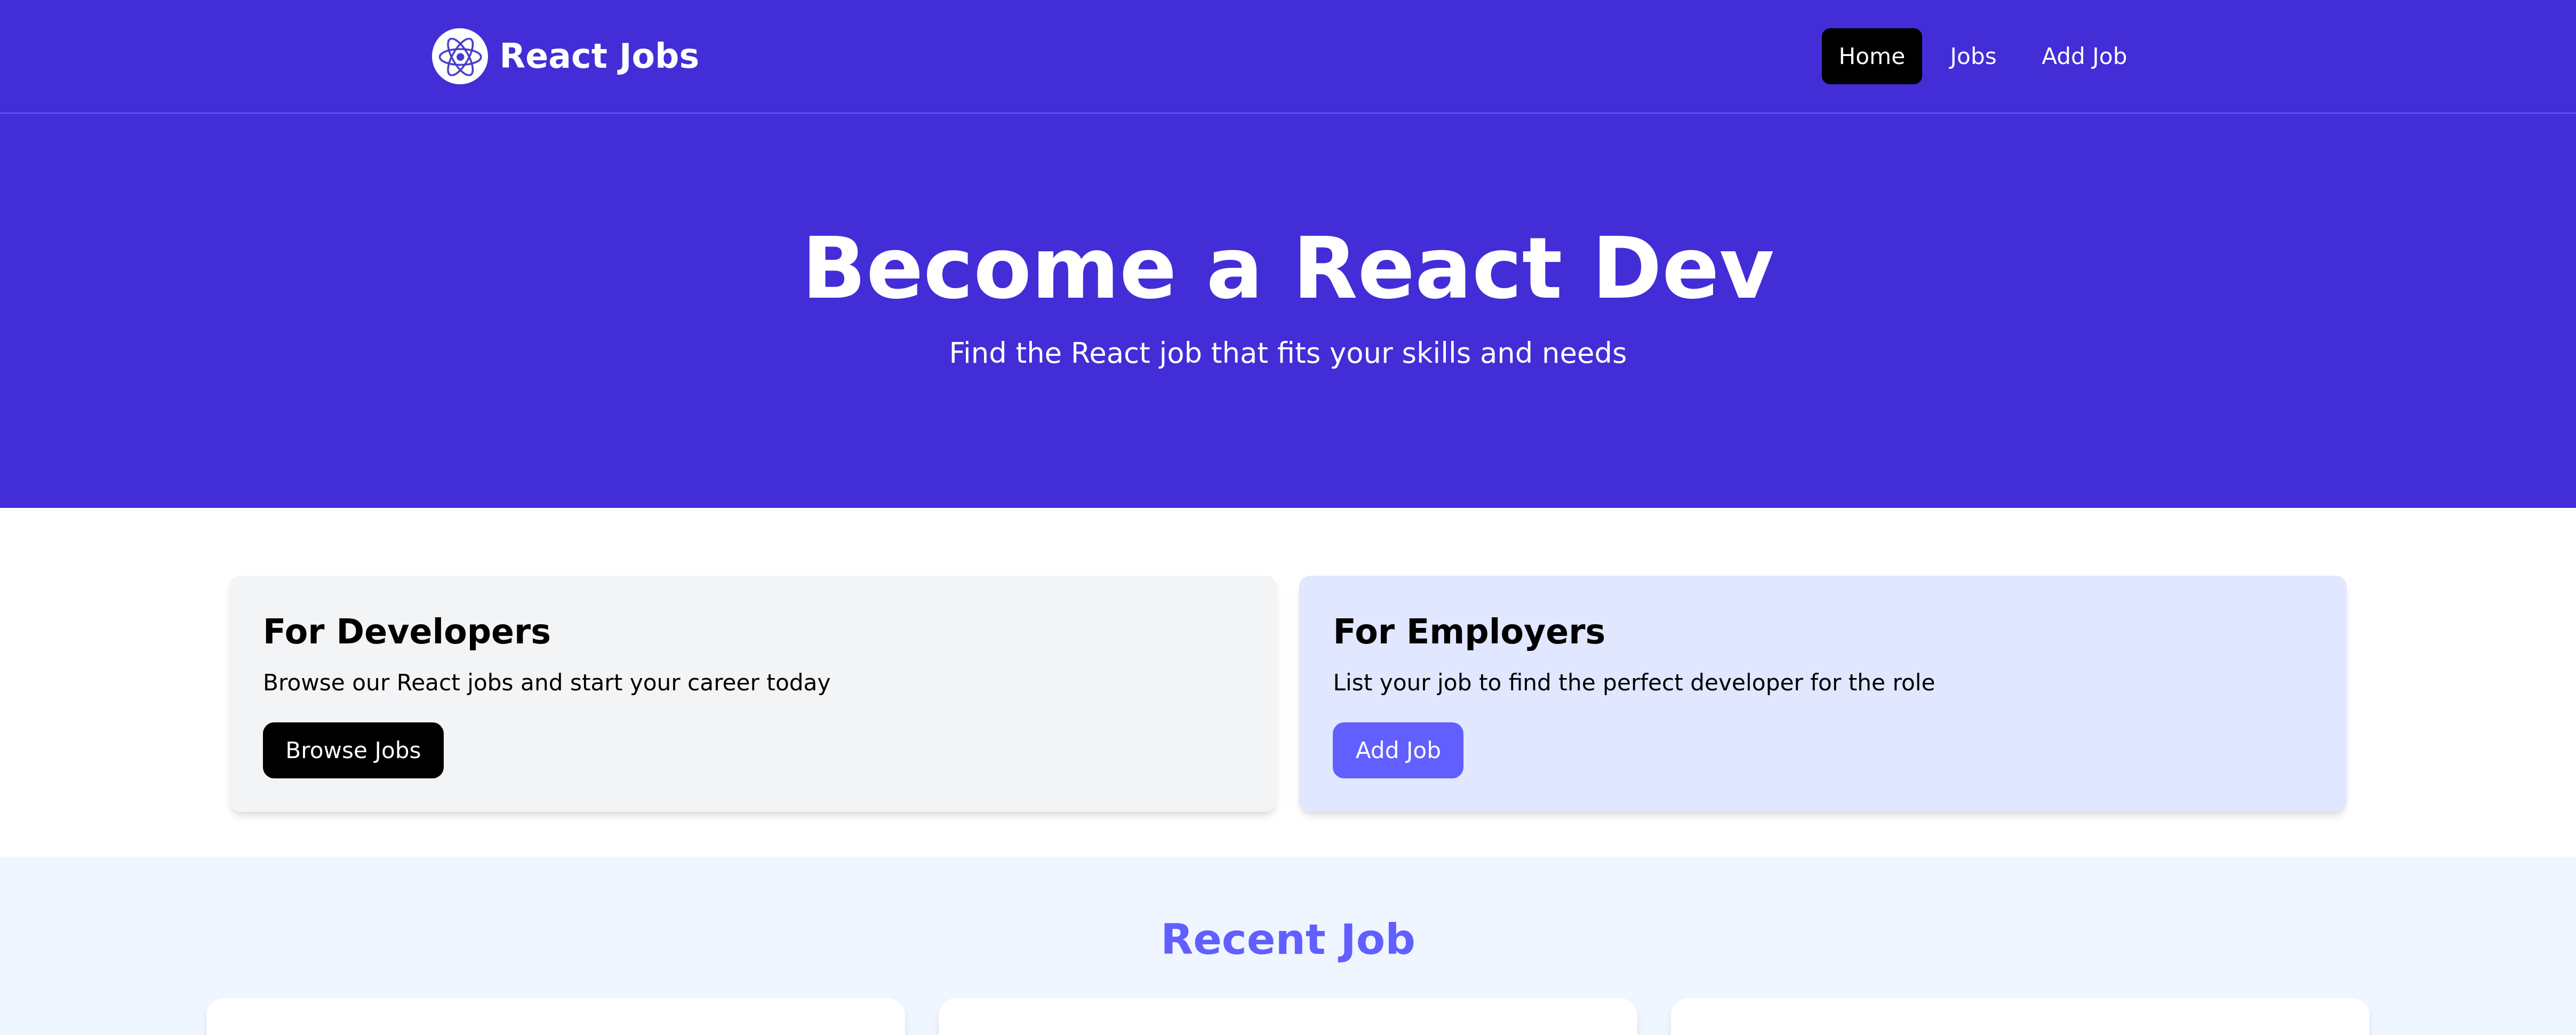 React Jobs
Home
Jobs
Add Job
Become a React Dev
Find the React job that fits your skills and needs
For Developers
Browse our React jobs and start your career today
Browse Jobs
For Employers
List your job to find the perfect developer for the role
Add Job
Recent Job